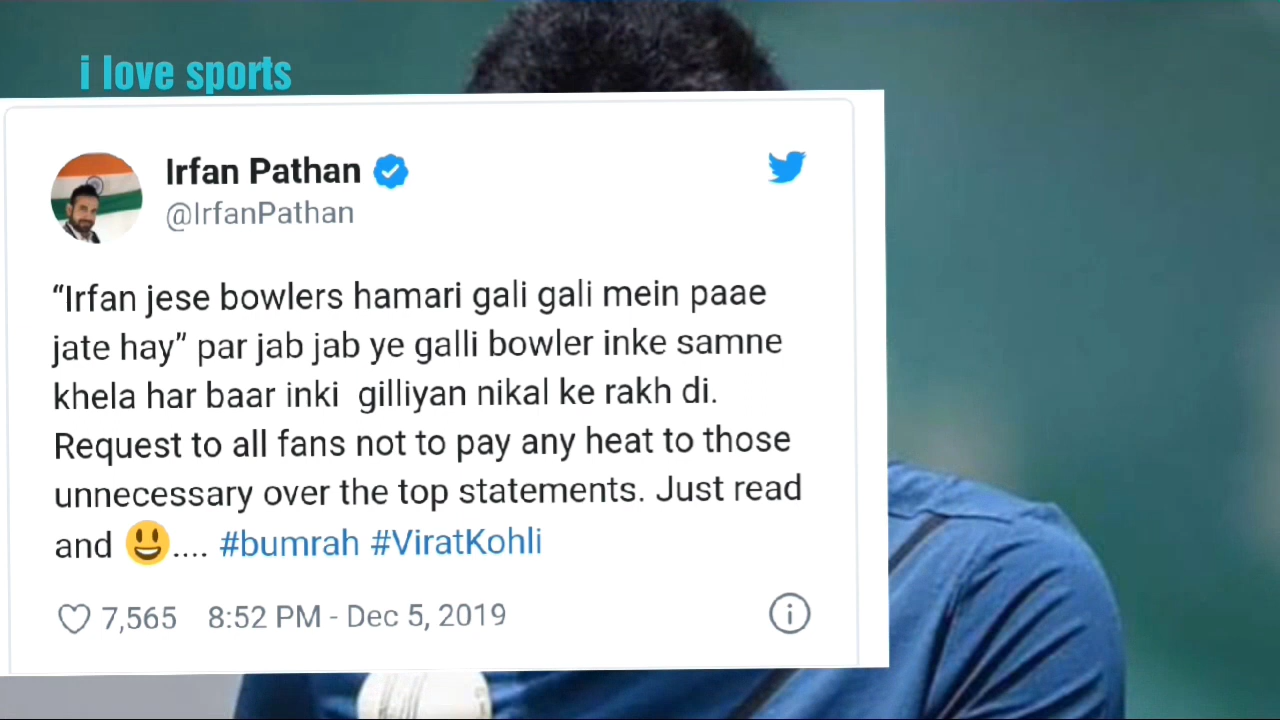 i love sports
Irfan Pathan
@IrfanPathan
“Irfan jese bowlers hamari gali gali mein paae
jate hay” par jab jab ye galli bowler inke samne
khela har baar inki gilliyan nikal ke rakh di.
Request to all fans not to pay any heat to those
unnecessary over the top statements. Just read
and 😃.... #bumrah #ViratKohli
7,565 8:52 PM - Dec 5, 2019